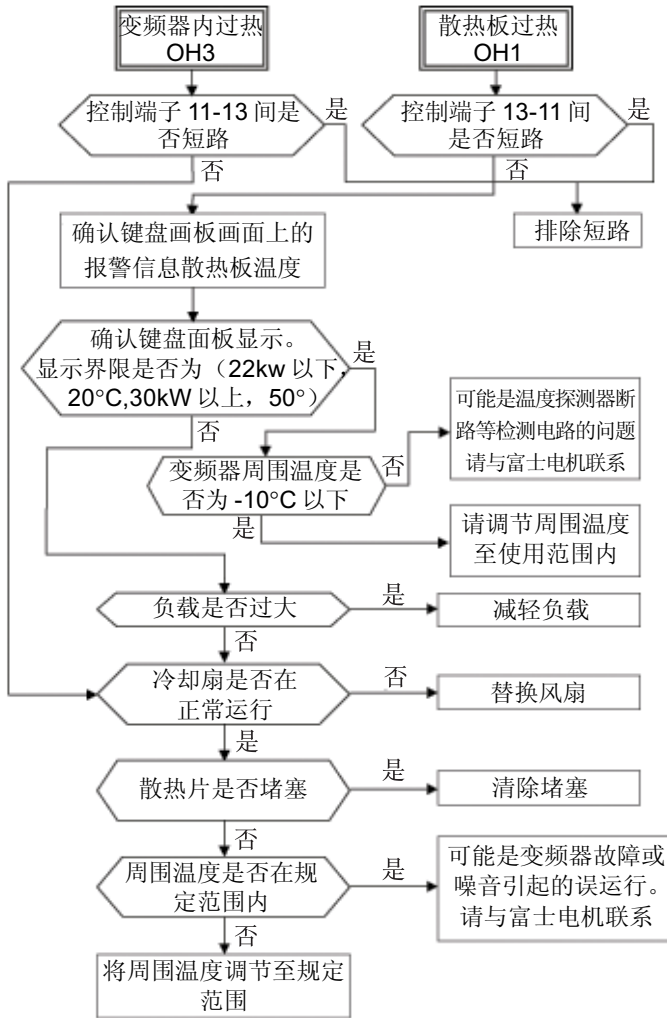 变频器内过热
OH3
散热板过热
OH1
控制端子 11-13 间是
否短路
是
否
控制端子 13-11 间
是否短路
是
否
排除短路
确认键盘画板画面上的
报警信息散热板温度
确认键盘面板显示。
显示界限是否为（22kw 以下，
20°C,30kW 以上，50°）
是
否
变频器周围温度是
否为 -10°C 以下
否
是
可能是温度探测器断
路等检测电路的问题
请与富士电机联系
请调节周围温度
至使用范围内
负载是否过大
是
否
减轻负载
冷却扇是否在
正常运行
否
是
替换风扇
散热片是否堵塞
是
否
清除堵塞
周围温度是否在规
定范围内
是
否
可能是变频器故障或
噪音引起的误运行。
请与富士电机联系
将周围温度调节至规定
范围